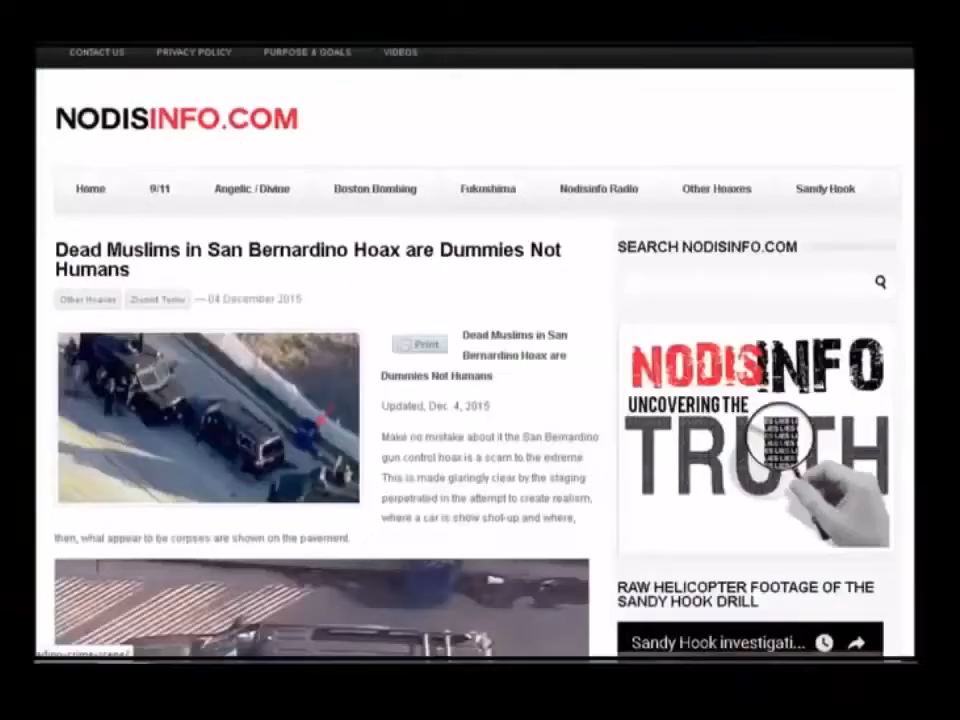 CONTACT US PRIVACY POLICY PURPOSE & GOALS VIDEOS
NODISINFO.COM
Home 9/11 Angelic / Divine Boston Bombing Fukushima Nodisinfo Radio Other Hoaxes Sandy Hook
Dead Muslims in San Bernardino Hoax are Dummies Not
Humans
Other Hoaxes — 04 December 2015
Print
Dead Muslims in San
Bernardino Hoax are
Dummies Not Humans
Updated, Dec. 4, 2015
Make no mistake about it the San Bernardino
gun control hoax is a scam to the extreme
This is made glaringly clear by the staging
perpetrated in the attempt to create realism,
where a car is show shot-up and where,
then, what appear to be corpses are shown on the pavement.
SEARCH NODISINFO.COM
NODISINFO
UNCOVERING THE
TRUTH
RAW HELICOPTER FOOTAGE OF THE
SANDY HOOK DRILL
Sandy Hook investigati...